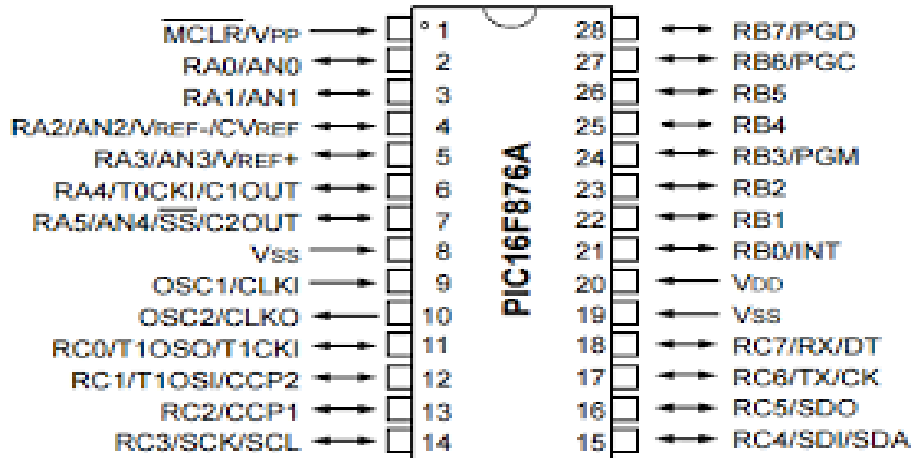 MCLR/VPP 1 28 RB7/PGD
RA0/AN0 2 27 RB6/PGC
RA1/AN1 3 26 RB5
RA2/AN2/VREF-/CVREF 4 25 RB4
RA3/AN3/VREF+ 5 24 RB3/PGM
RA4/T0CKI/C1OUT 6 23 RB2
RA5/AN4/SS/C2OUT 7 22 RB1
VSS 8 21 RB0/INT
OSC1/CLKI 9 20 VDD
OSC2/CLKO 10 19 VSS
RC0/T1OSO/T1CKI 11 18 RC7/RX/DT
RC1/T1OSI/CCP2 12 17 RC6/TX/CK
RC2/CCP1 13 16 RC5/SDO
RC3/SCK/SCL 14 15 RC4/SDI/SDA
PIC16F876A